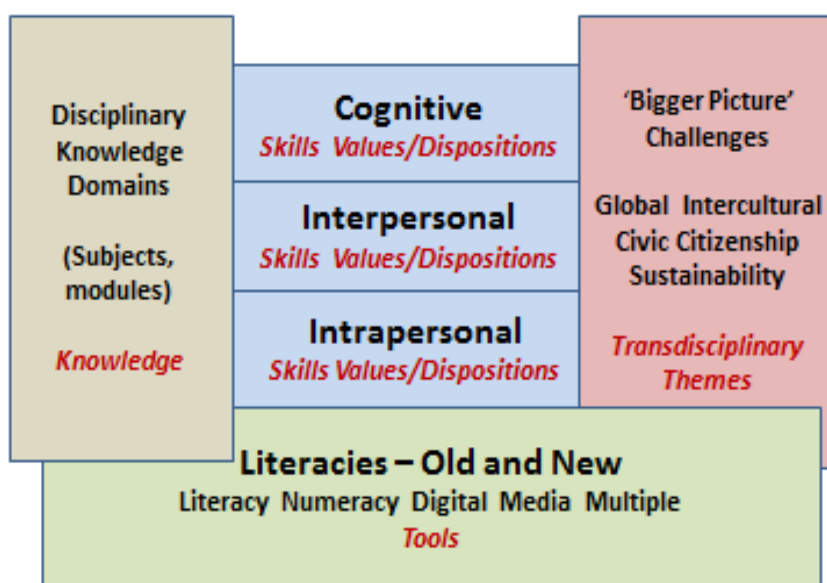 Disciplinary
Knowledge
Domains
(Subjects,
modules)
Knowledge
Cognitive
Skills Values/Dispositions
Interpersonal
Skills Values/Dispositions
Intrapersonal
Skills Values/Dispositions
‘Bigger Picture’
Challenges
Global Intercultural
Civic Citizenship
Sustainability
Transdisciplinary
Themes
Literacies – Old and New
Literacy Numeracy Digital Media Multiple
Tools